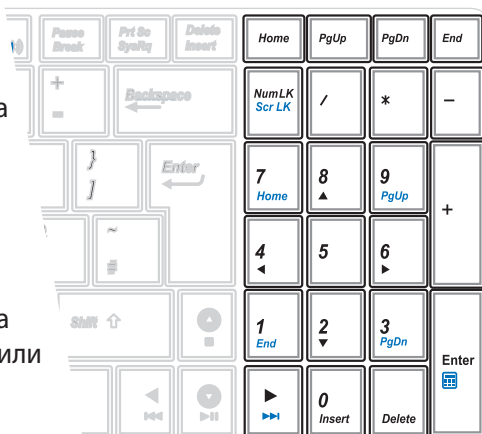 Pause Prt Sc Delete Home PgUp PgDn End
Break SysRq Insert
+ Backspace NumLK / * –
= Scr LK
а
} Enter 7 8 9 +
] Home PgUp
~ 4 5 6
#
а Shift 1 2 3 Enter
или End PgDn
0
Insert Delete